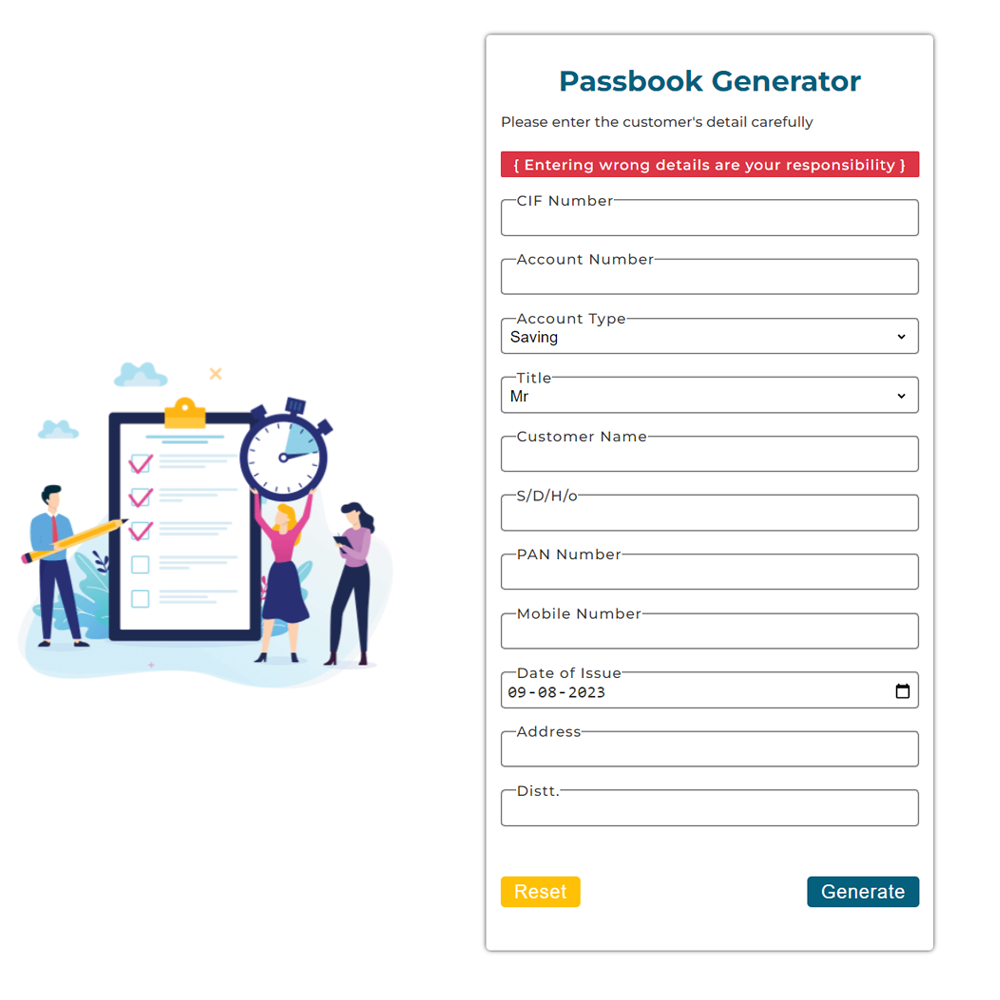 Passbook Generator
Please enter the customer's detail carefully
{ Entering wrong details are your responsibility }
CIF Number
Account Number
Account Type
Saving
Title
Mr
Customer Name
S/D/H/o
PAN Number
Mobile Number
Date of Issue
09-08-2023
Address
Distt.
Reset
Generate